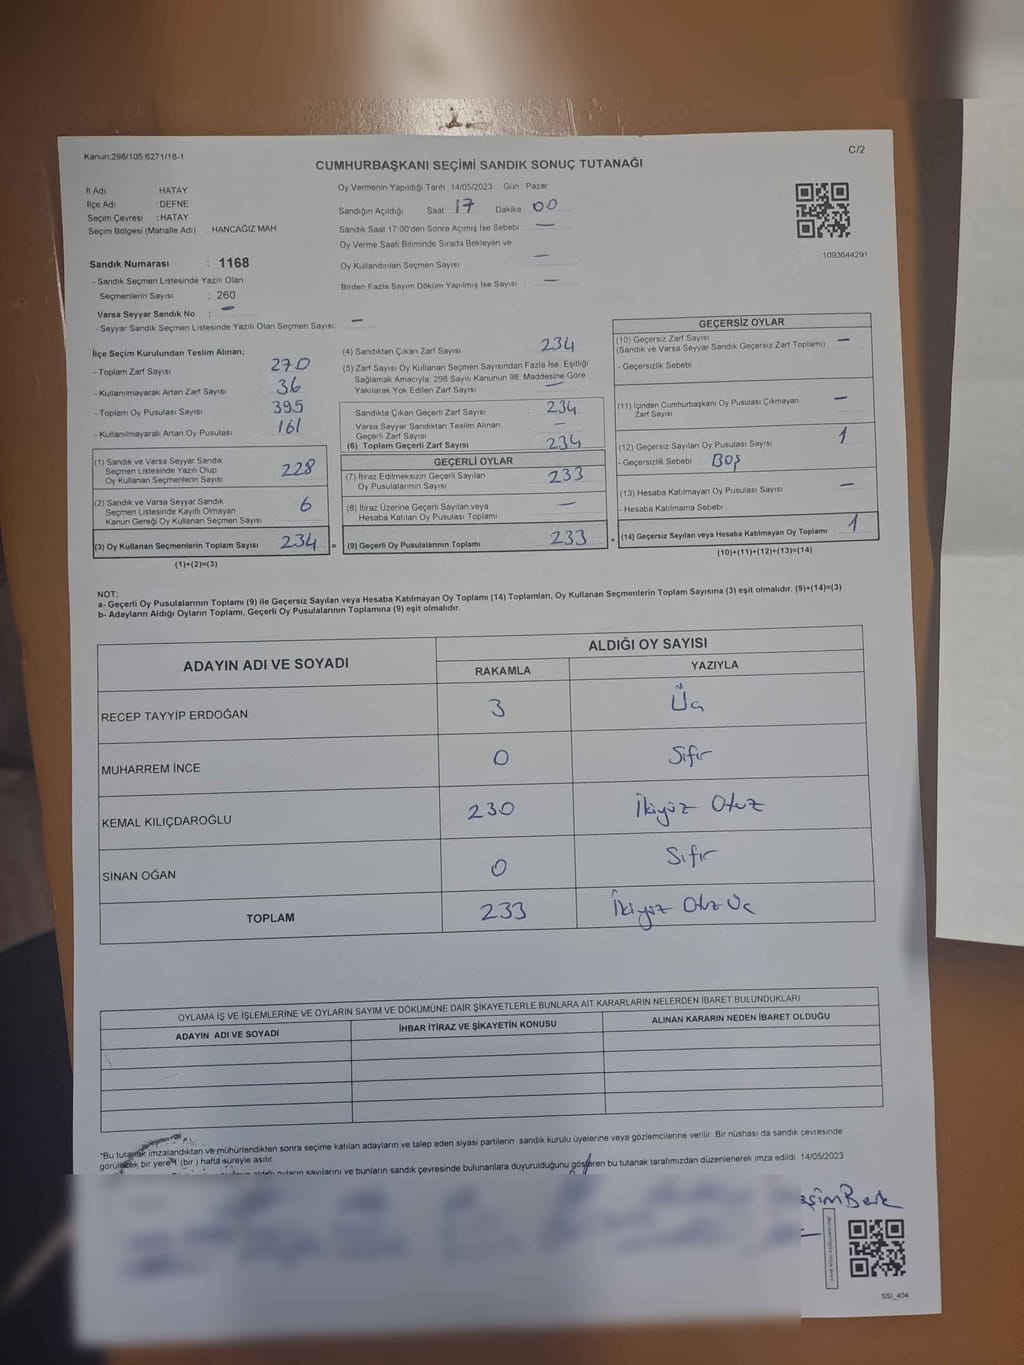 Kanun 298/105,6271/18-1
C/2
CUMHURBAŞKANI SEÇİMİ SANDIK SONUÇ TUTANAĞI
İl Adı HATAY
İlçe Adı : DEFNE
Seçim Çevresi : HATAY
Seçim Bölgesi (Mahalle Adı) HANCAĞIZ MAH.
Sandık Numarası : 1168
- Sandık Seçmen Listesinde Yazılı Olan
Seçmenlerin Sayısı : 260
Varsa Seyyar Sandık No : –
- Seyyar Sandık Seçmen Listesinde Yazılı Olan Seçmen Sayısı: –
Oy Vermenin Yapıldığı Tarih 14/05/2023 Gün Pazar
Sandığın Açıldığı Saat 17 Dakika 00
Sandık Saat 17:00'den Sonra Açımış İse Sebebi –
Oy Verme Saati Bitiminde Sırada Bekleyen ve
Oy Kullandırılan Seçmen Sayısı –
Birden Fazla Sayım Döküm Yapılmış İse Sayısı –
1093644291
İlçe Seçim Kurulundan Teslim Alınan;
- Toplam Zarf Sayısı 270
- Kullanılmayarak Artan Zarf Sayısı 36
- Toplam Oy Pusulası Sayısı 395
- Kullanılmayarak Artan Oy Pusulası 161
(1) Sandık ve Varsa Seyyar Sandık
Seçmen Listesinde Yazılı Olup
Oy Kullanan Seçmenlerin Sayısı 228
(2) Sandık ve Varsa Seyyar Sandık
Seçmen Listesinde Kayıtlı Olmayan
Kanun Gereği Oy Kullanan Seçmen Sayısı 6
(3) Oy Kullanan Seçmenlerin Toplam Sayısı 234 =
(1)+(2)=(3)
(4) Sandıktan Çıkan Zarf Sayısı 234
(5) Zarf Sayısı Oy Kullanan Seçmen Sayısından Fazla İse, Eşitliği
Sağlamak Amacıyla; 298 Sayılı Kanunun 98. Maddesine Göre
Yakılarak Yok Edilen Zarf Sayısı –
Sandıkta Çıkan Geçerli Zarf Sayısı 234
Varsa Seyyar Sandıktan Teslim Alınan
Geçerli Zarf Sayısı –
(6) Toplam Geçerli Zarf Sayısı 234
GEÇERLİ OYLAR
(7) İtiraz Edilmeksizin Geçerli Sayılan
Oy Pusulalarının Sayısı 233
(8) İtiraz Üzerine Geçerli Sayılan veya
Hesaba Katılan Oy Pusulası Toplamı –
(9) Geçerli Oy Pusulalarının Toplamı 233 +
GEÇERSİZ OYLAR
(10) Geçersiz Zarf Sayısı
(Sandık ve Varsa Seyyar Sandık Geçersiz Zarf Toplamı) –
- Geçersizlik Sebebi :
(11) İçinden Cumhurbaşkanı Oy Pusulası Çıkmayan
Zarf Sayısı –
(12) Geçersiz Sayılan Oy Pusulası Sayısı 1
- Geçersizlik Sebebi : Boş
(13) Hesaba Katılmayan Oy Pusulası Sayısı –
- Hesaba Katılmama Sebebi
(14) Geçersiz Sayılan veya Hesaba Katılmayan Oy Toplamı 1
(10)+(11)+(12)+(13)=(14)
NOT:
a- Geçerli Oy Pusulalarının Toplamı (9) ile Geçersiz Sayılan veya Hesaba Katılmayan Oy Toplamı (14) Toplamları, Oy Kullanan Seçmenlerin Toplam Sayısına (3) eşit olmalıdır. (9)+(14)=(3)
b- Adayların Aldığı Oyların Toplamı, Geçerli Oy Pusulalarının Toplamına (9) eşit olmalıdır.
ADAYIN ADI VE SOYADI
ALDIĞI OY SAYISI
RAKAMLA YAZIYLA
RECEP TAYYİP ERDOĞAN 3 Üç
MUHARREM İNCE 0 Sıfır
KEMAL KILIÇDAROĞLU 230 İkiyüz Otuz
SİNAN OĞAN 0 Sıfır
TOPLAM 233 İkiyüz Otuz Üç
OYLAMA İŞ VE İŞLEMLERİNE VE OYLARIN SAYIM VE DÖKÜMÜNE DAİR ŞİKAYETLERLE BUNLARA AİT KARARLARIN NELERDEN İBARET BULUNDUKLARI
ADAYIN ADI VE SOYADI İHBAR İTİRAZ VE ŞİKAYETİN KONUSU ALINAN KARARIN NEDEN İBARET OLDUĞU
*Bu tutanak imzalandıktan ve mühürlendikten sonra seçime katılan adayların ve talep eden siyasi partilerin sandık kurulu üyelerine veya gözlemcilerine verilir. Bir nüshası da sandık çevresinde
görülecek bir yere 1 (bir) hafta süreyle asılır.
oyların sayılarını ve bunların sandık çevresinde bulunanlara duyurulduğunu gösteren bu tutanak tarafımızdan düzenlenerek imza edildi. 14/05/2023
Berk
SSI_404